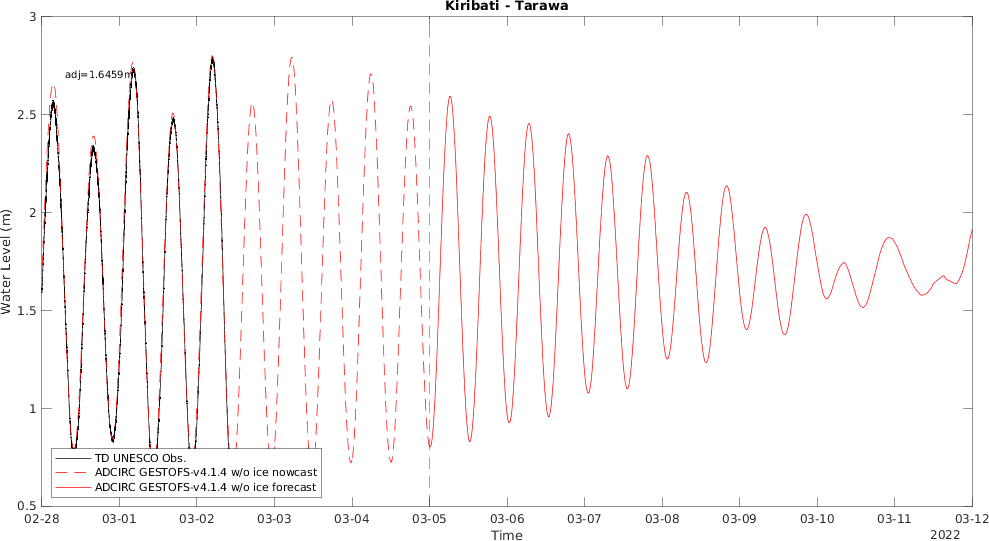 Kiribati - Tarawa
adj=1.6459m
Water Level (m)
3
2.5
2
1.5
1
0.5
TD UNESCO Obs.
ADCIRC GESTOFS-v4.1.4 w/o ice nowcast
ADCIRC GESTOFS-v4.1.4 w/o ice forecast
02-28 03-01 03-02 03-03 03-04 03-05 03-06 03-07 03-08 03-09 03-10 03-11 03-12
Time
2022